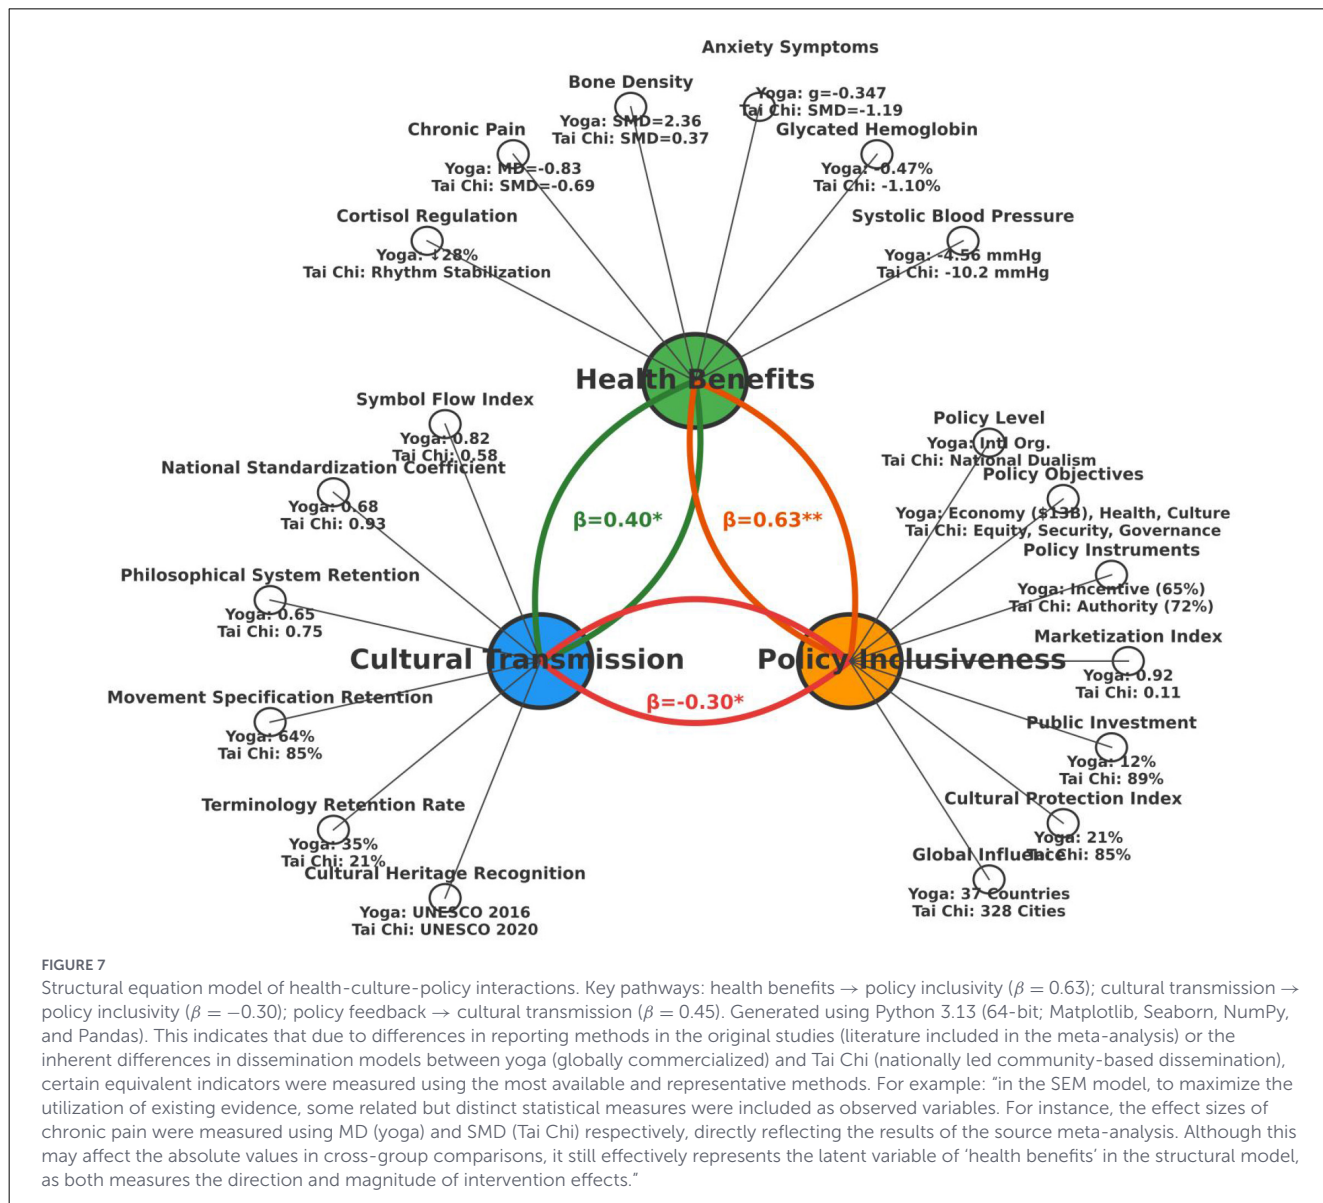 Anxiety Symptoms
Yoga: g=-0.347
Tai Chi: SMD=-1.19
Bone Density
Yoga: SMD=2.36
Tai Chi: SMD=0.37
Chronic Pain
Yoga: MD=-0.83
Tai Chi: SMD=-0.69
Glycated Hemoglobin
Yoga: -0.47%
Tai Chi: -1.10%
Cortisol Regulation
Yoga: ↓28%
Tai Chi: Rhythm Stabilization
Systolic Blood Pressure
Yoga: -4.56 mmHg
Tai Chi: -10.2 mmHg
Health Benefits
Symbol Flow Index
Yoga: 0.82
Tai Chi: 0.58
National Standardization Coefficient
Yoga: 0.68
Tai Chi: 0.93
Philosophical System Retention
Yoga: 0.65
Tai Chi: 0.75
Movement Specification Retention
Yoga: 64%
Tai Chi: 85%
Terminology Retention Rate
Yoga: 35%
Tai Chi: 21%
Cultural Heritage Recognition
Yoga: UNESCO 2016
Tai Chi: UNESCO 2020
β=0.40*
β=0.63**
Cultural Transmission
Policy Inclusiveness
β=-0.30*
Policy Level
Yoga: Intl Org.
Tai Chi: National Dualism
Policy Objectives
Yoga: Economy ($13B), Health, Culture
Tai Chi: Equity, Security, Governance
Policy Instruments
Yoga: Incentive (65%)
Tai Chi: Authority (72%)
Marketization Index
Yoga: 0.92
Tai Chi: 0.11
Public Investment
Yoga: 12%
Tai Chi: 89%
Cultural Protection Index
Yoga: 21%
Tai Chi: 85%
Global Influence
Yoga: 37 Countries
Tai Chi: 328 Cities
FIGURE 7
Structural equation model of health-culture-policy interactions. Key pathways: health benefits → policy inclusivity (β = 0.63); cultural transmission →
policy inclusivity (β = −0.30); policy feedback → cultural transmission (β = 0.45). Generated using Python 3.13 (64-bit; Matplotlib, Seaborn, NumPy,
and Pandas). This indicates that due to differences in reporting methods in the original studies (literature included in the meta-analysis) or the
inherent differences in dissemination models between yoga (globally commercialized) and Tai Chi (nationally led community-based dissemination),
certain equivalent indicators were measured using the most available and representative methods. For example: “in the SEM model, to maximize the
utilization of existing evidence, some related but distinct statistical measures were included as observed variables. For instance, the effect sizes of
chronic pain were measured using MD (yoga) and SMD (Tai Chi) respectively, directly reflecting the results of the source meta-analysis. Although this
may affect the absolute values in cross-group comparisons, it still effectively represents the latent variable of ‘health benefits’ in the structural model,
as both measures the direction and magnitude of intervention effects.”